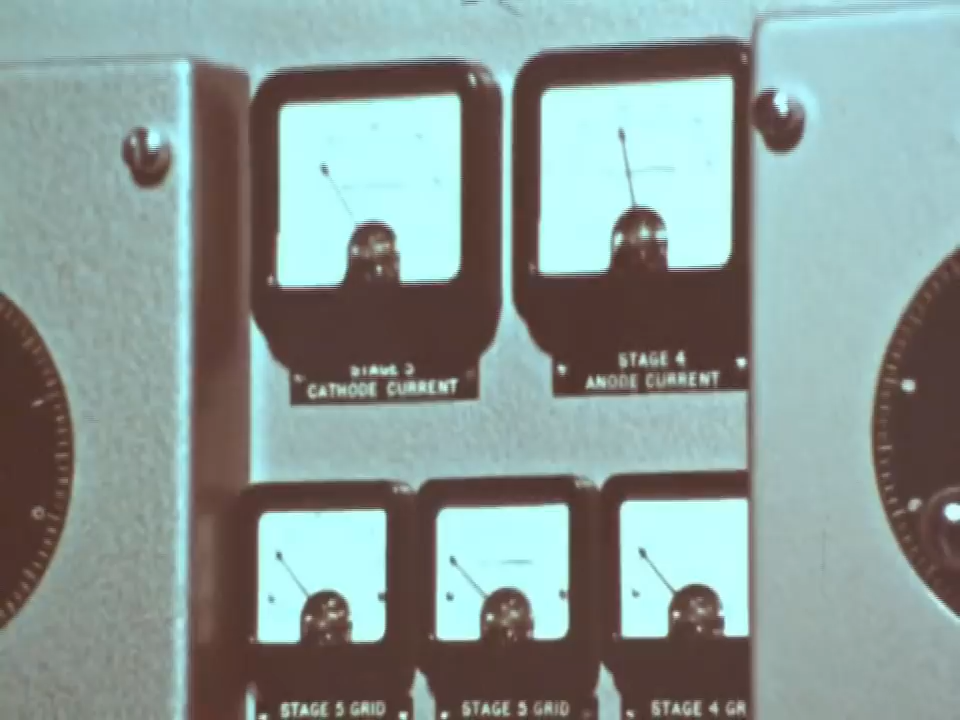 STAGE 3
CATHODE CURRENT
STAGE 4
ANODE CURRENT
STAGE 5 GRID
STAGE 5 GRID
STAGE 4 GR